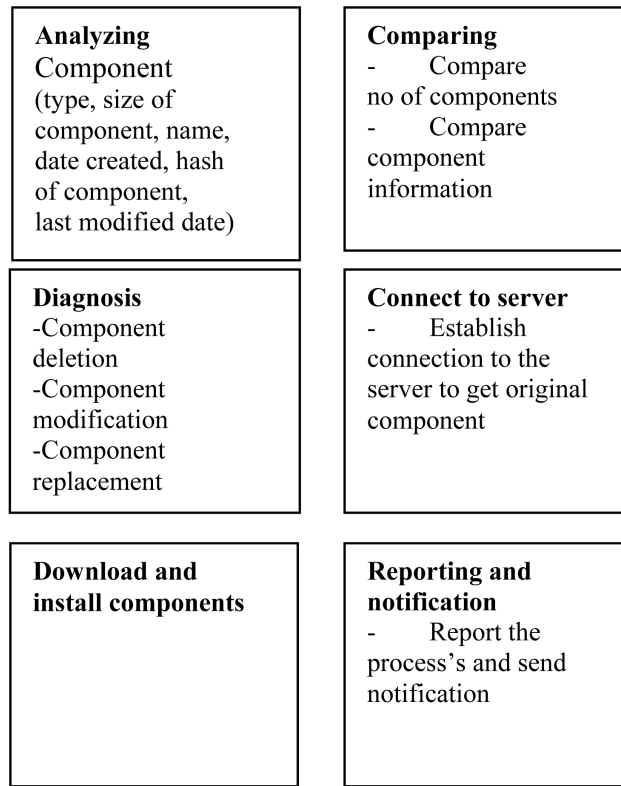 Analyzing
Component
(type, size of
component, name,
date created, hash
of component,
last modified date)
Comparing
- Compare
no of components
- Compare
component
information
Diagnosis
-Component
deletion
-Component
modification
-Component
replacement
Connect to server
- Establish
connection to the
server to get original
component
Download and
install components
Reporting and
notification
- Report the
process's and send
notification